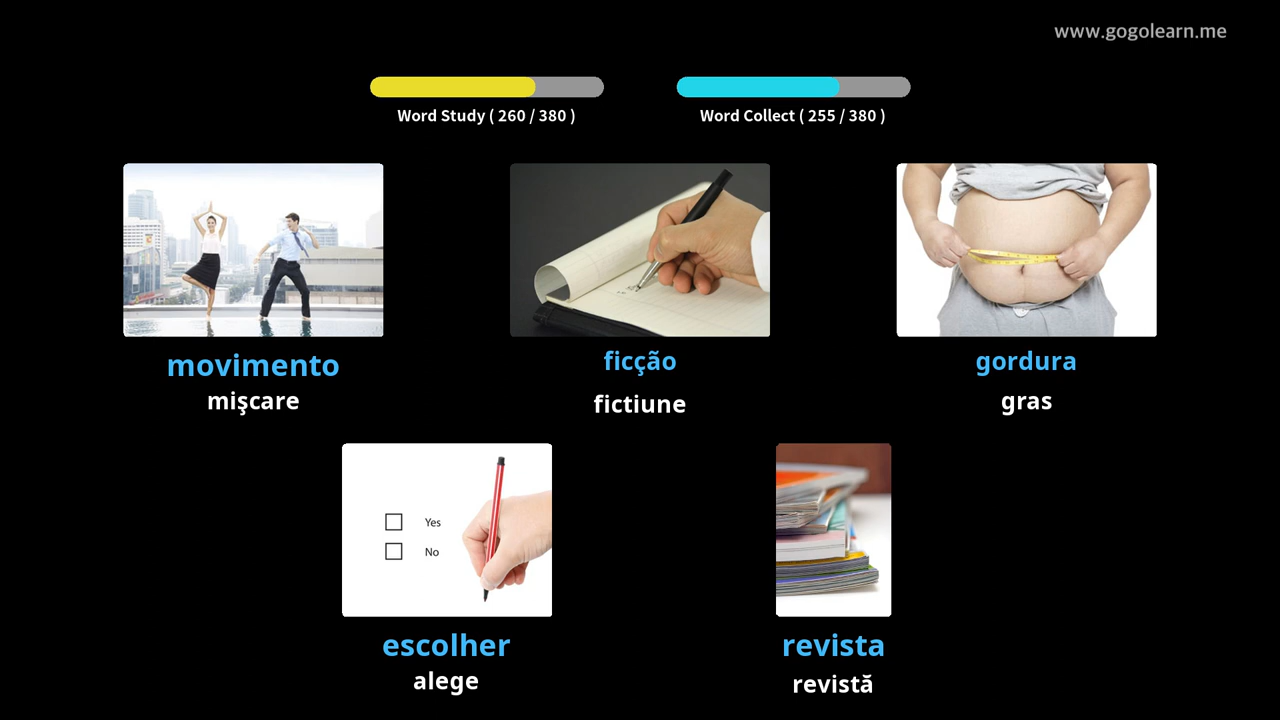 www.gogolearn.me
Word Study ( 260 / 380 )
Word Collect ( 255 / 380 )
movimento
mişcare
ficção
fictiune
gordura
gras
Yes
No
escolher
alege
revista
revistă